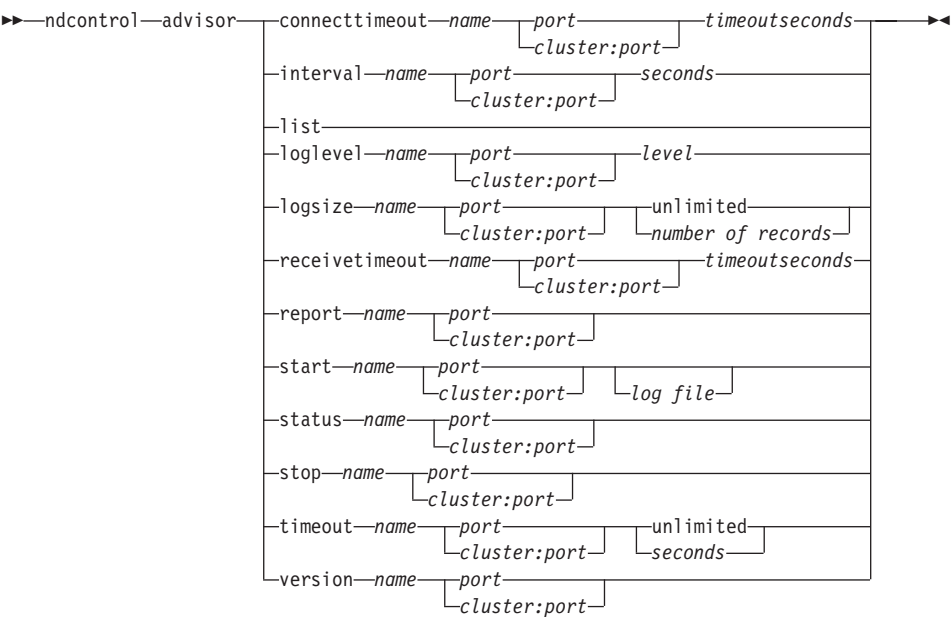 ndcontrol advisor connecttimeout name port timeoutseconds
cluster:port
interval name port seconds
cluster:port
list
loglevel name port level
cluster:port
logsize name port unlimited
cluster:port number of records
receivetimeout name port timeoutseconds
cluster:port
report name port
cluster:port
start name port
cluster:port log file
status name port
cluster:port
stop name port
cluster:port
timeout name port unlimited
cluster:port seconds
version name port
cluster:port